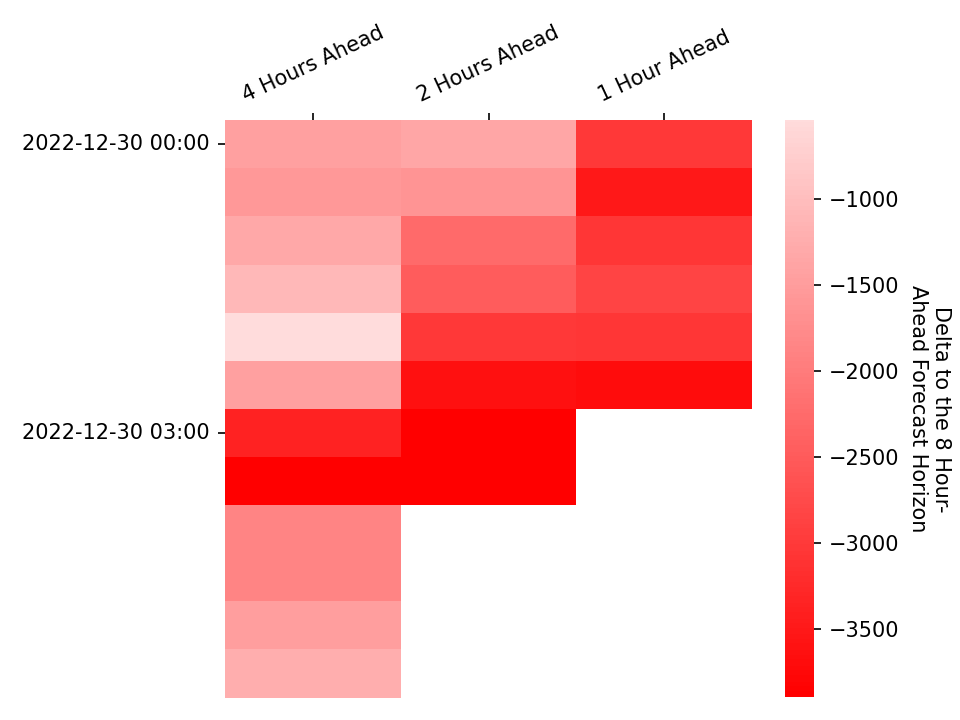 4 Hours Ahead
2 Hours Ahead
1 Hour Ahead
2022-12-30 00:00
2022-12-30 03:00
−1000
−1500
−2000
−2500
−3000
−3500
Delta to the 8 Hour-
Ahead Forecast Horizon